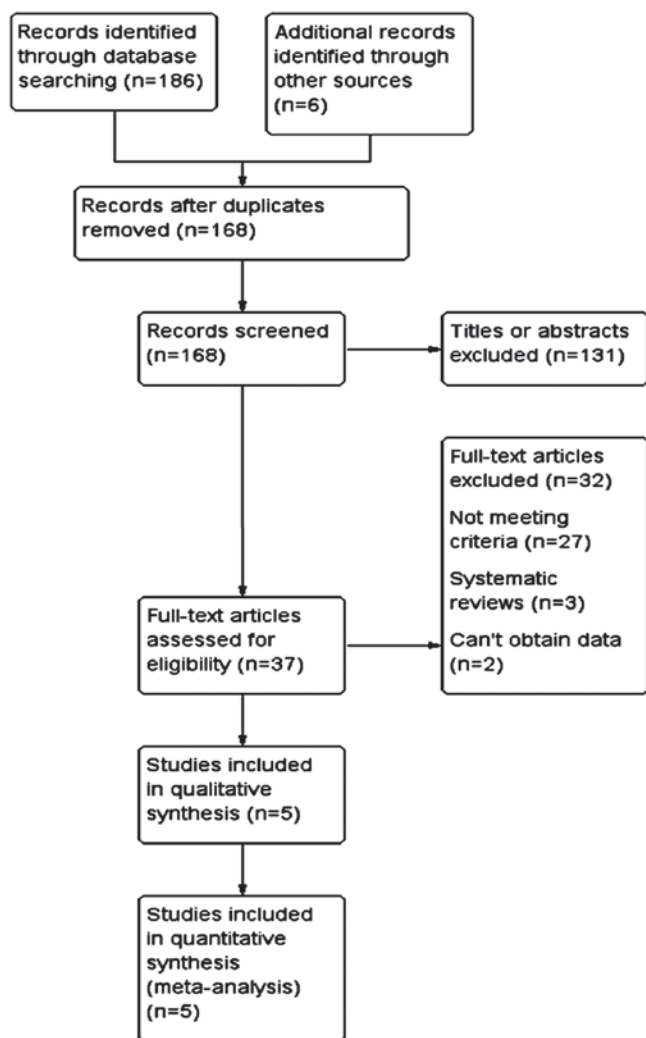 Records identified
through database
searching (n=186)
Additional records
identified through
other sources
(n=6)
Records after duplicates
removed (n=168)
Records screened
(n=168)
Titles or abstracts
excluded (n=131)
Full-text articles
excluded (n=32)
Not meeting
criteria (n=27)
Systematic
reviews (n=3)
Can't obtain data
(n=2)
Full-text articles
assessed for
eligibility (n=37)
Studies included
in qualitative
synthesis (n=5)
Studies included
in quantitative
synthesis
(meta-analysis)
(n=5)